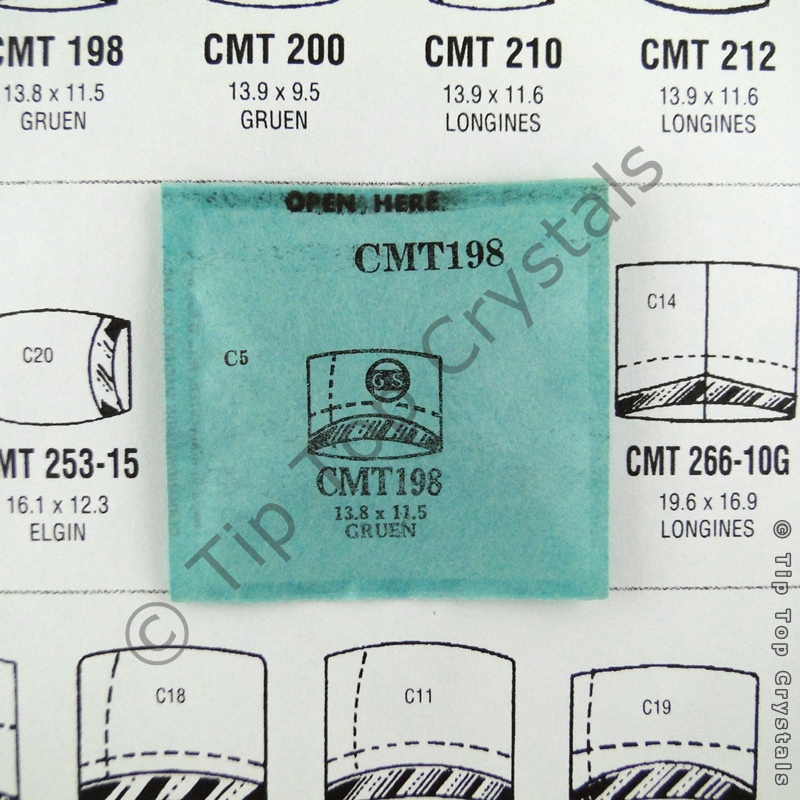 CMT 198
13.8 x 11.5
GRUEN
CMT 200
13.9 x 9.5
GRUEN
CMT 210
13.9 x 11.6
LONGINES
CMT 212
13.9 x 11.6
LONGINES
OPEN HERE
CMT198
C5
GS
CMT198
13.8 x 11.5
GRUEN
C20
MT 253-15
16.1 x 12.3
ELGIN
C14
CMT 266-10G
19.6 x 16.9
LONGINES
C18
C11
C19
© Tip Top Crystals
© Tip Top Crystals